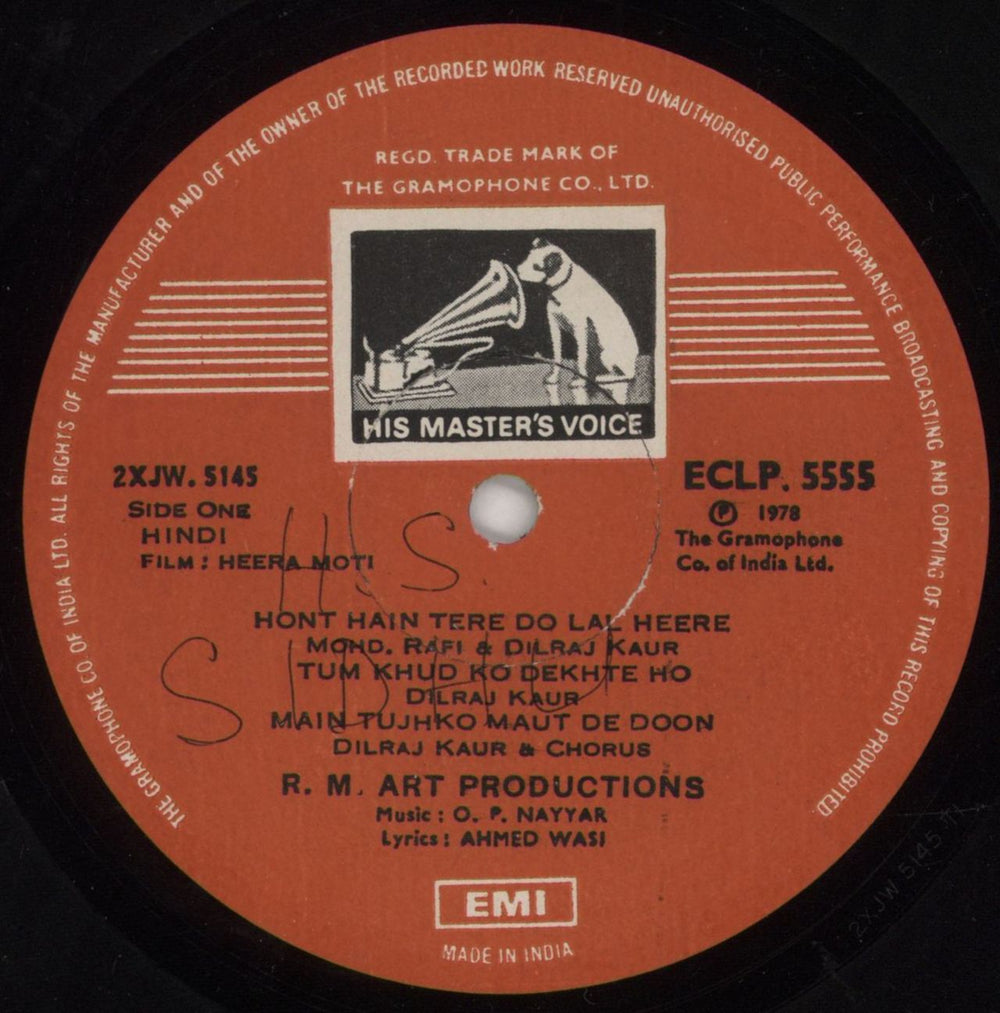 THE GRAMOPHONE CO. OF INDIA LTD. ALL RIGHTS OF THE MANUFACTURER AND OF THE OWNER OF THE RECORDED WORK RESERVED UNAUTHORISED PUBLIC PERFORMANCE BROADCASTING AND COPYING OF THIS RECORD PROHIBITED
REGD. TRADE MARK OF
THE GRAMOPHONE CO., LTD.
HIS MASTER'S VOICE
2XJW. 5145
SIDE ONE
HINDI
FILM : HEERA MOTI
ECLP. 5555
Ⓟ 1978
The Gramophone
Co. of India Ltd.
H. S.
SIDHU
HONT HAIN TERE DO LAL HEERE
MOHD. RAFI & DILRAJ KAUR
TUM KHUD KO DEKHTE HO
DILRAJ KAUR
MAIN TUJHKO MAUT DE DOON
DILRAJ KAUR & CHORUS
R. M. ART PRODUCTIONS
Music : O. P. NAYYAR
Lyrics : AHMED WASI
EMI
MADE IN INDIA
2XJW 5145